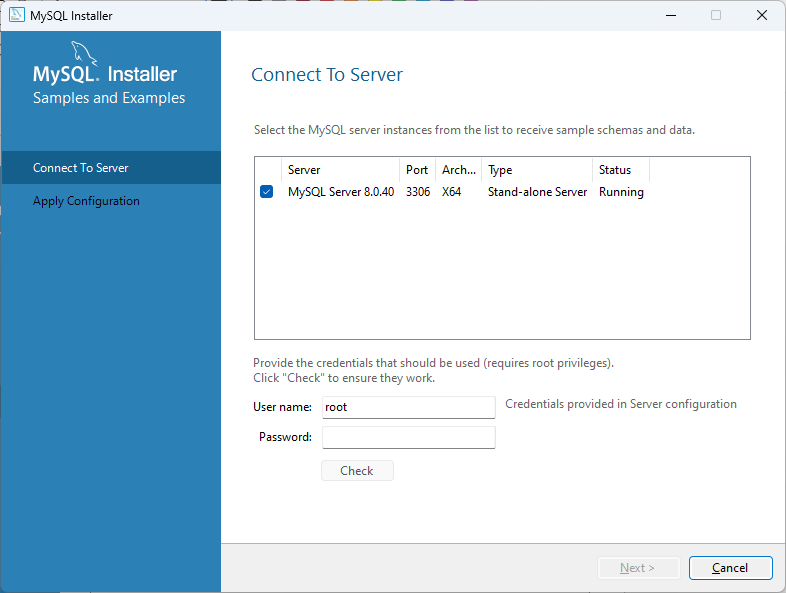 MySQL Installer
MySQL. Installer
Samples and Examples
Connect To Server
Apply Configuration
Connect To Server
Select the MySQL server instances from the list to receive sample schemas and data.
Server Port Arch... Type Status
MySQL Server 8.0.40 3306 X64 Stand-alone Server Running
Provide the credentials that should be used (requires root privileges).
Click "Check" to ensure they work.
User name: root Credentials provided in Server configuration
Password:
Check
Next > Cancel